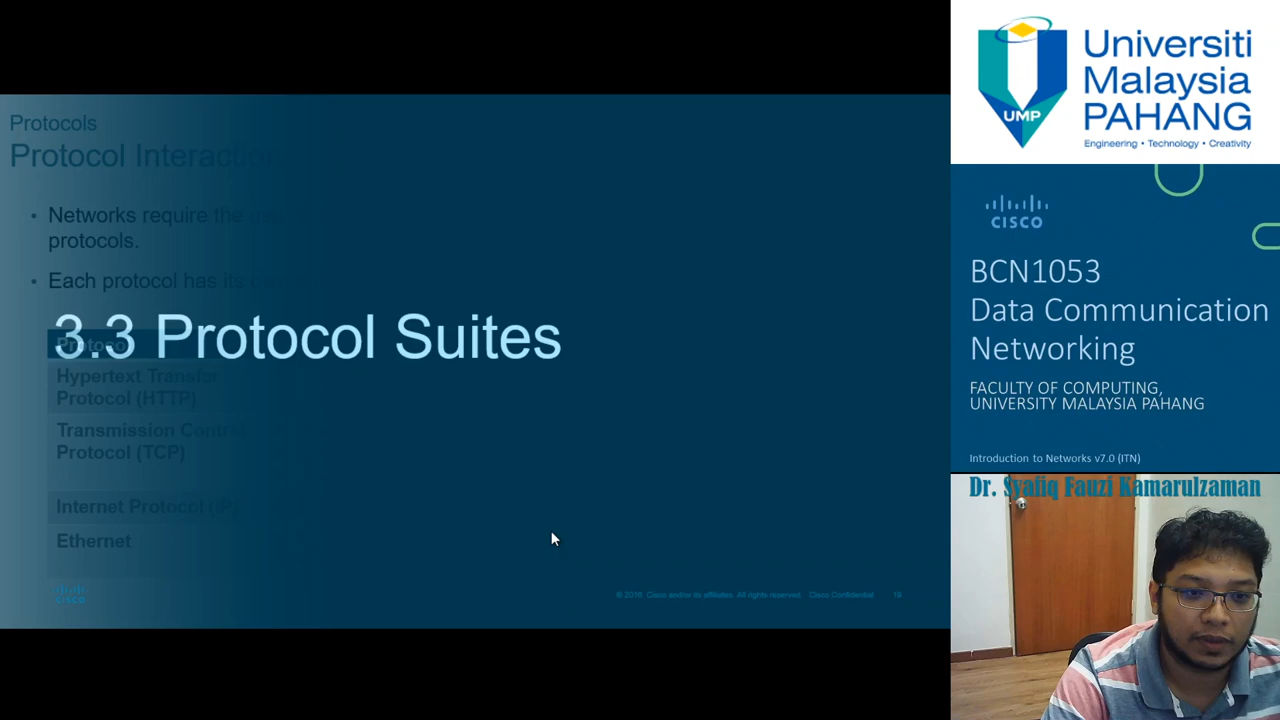 Protocols
Protocol Interaction
Networks require the use
protocols.
Each protocol has its own
3.3 Protocol Suites
Protocol
Hypertext Transfer
Protocol (HTTP)
Transmission Control
Protocol (TCP)
Internet Protocol (IP)
Ethernet
CISCO
© 2016 Cisco and/or its affiliates. All rights reserved. Cisco Confidential 19
Universiti
Malaysia
PAHANG
UMP
Engineering • Technology • Creativity
CISCO
BCN1053
Data Communication
Networking
FACULTY OF COMPUTING,
UNIVERSITY MALAYSIA PAHANG
Introduction to Networks v7.0 (ITN)
Dr. Syafiq Fauzi Kamarulzaman